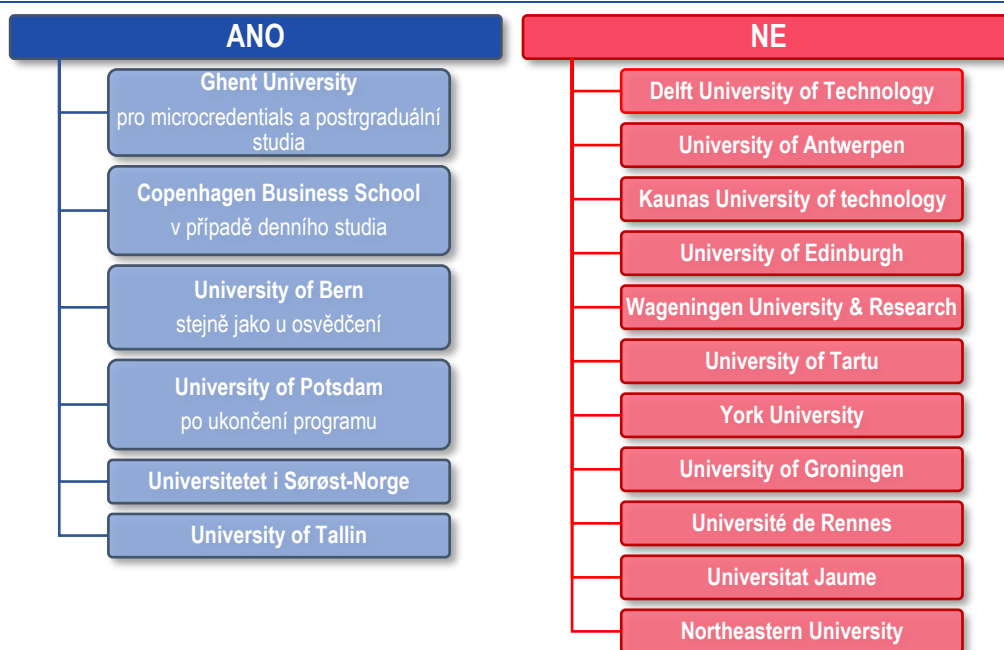 ANO
Ghent University
pro microcredentials a postrgraduální
studia
Copenhagen Business School
v případě denního studia
University of Bern
stejně jako u osvědčení
University of Potsdam
po ukončení programu
Universitetet i Sørøst-Norge
University of Tallin
NE
Delft University of Technology
University of Antwerpen
Kaunas University of technology
University of Edinburgh
Wageningen University & Research
University of Tartu
York University
University of Groningen
Université de Rennes
Universitat Jaume
Northeastern University